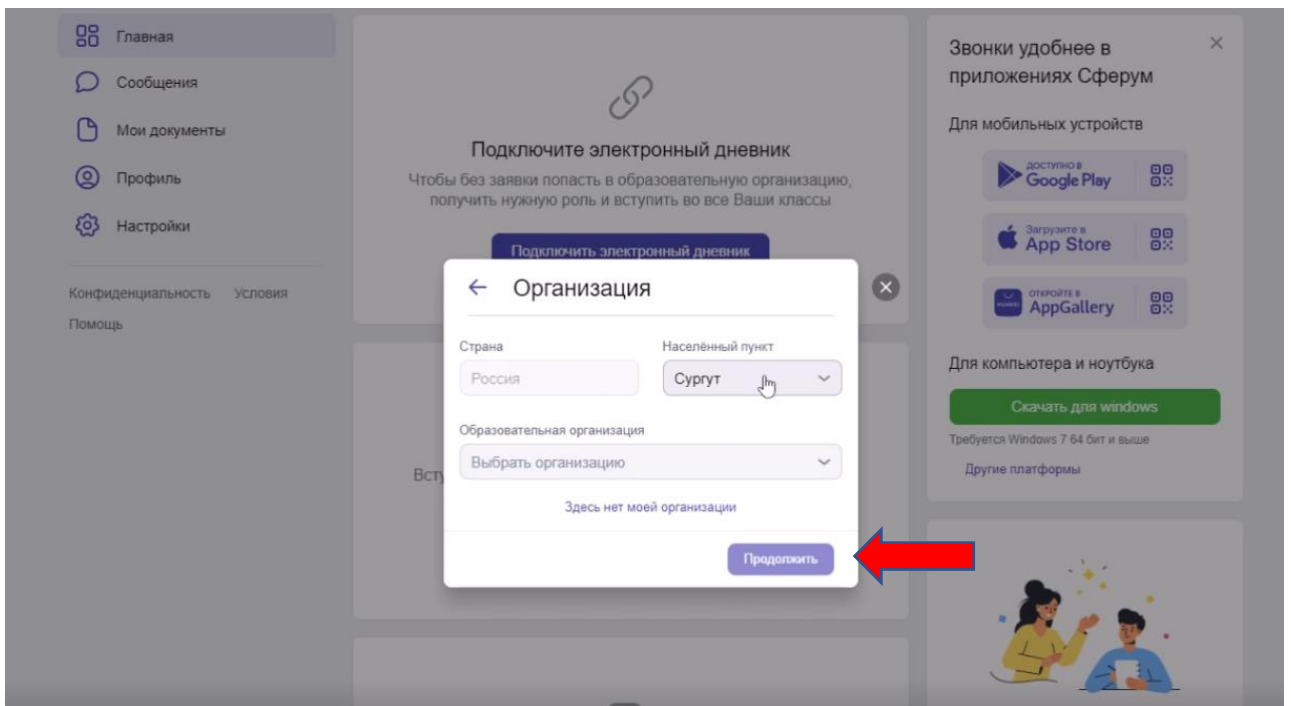 Главная
Сообщения
Мои документы
Профиль
Настройки
Конфиденциальность Условия
Помощь
Подключите электронный дневник
Чтобы без заявки попасть в образовательную организацию,
получить нужную роль и вступить во все Ваши классы
Подключить электронный дневник
Организация
Страна
Населённый пункт
Россия
Сургут
Образовательная организация
Выбрать организацию
Здесь нет моей организации
Продолжить
Звонки удобнее в
приложениях Сферум
Для мобильных устройств
ДОСТУПНО В
Google Play
Загрузите в
App Store
ОТКРОЙТЕ В
AppGallery
Для компьютера и ноутбука
Скачать для windows
Требуется Windows 7 64 бит и выше
Другие платформы